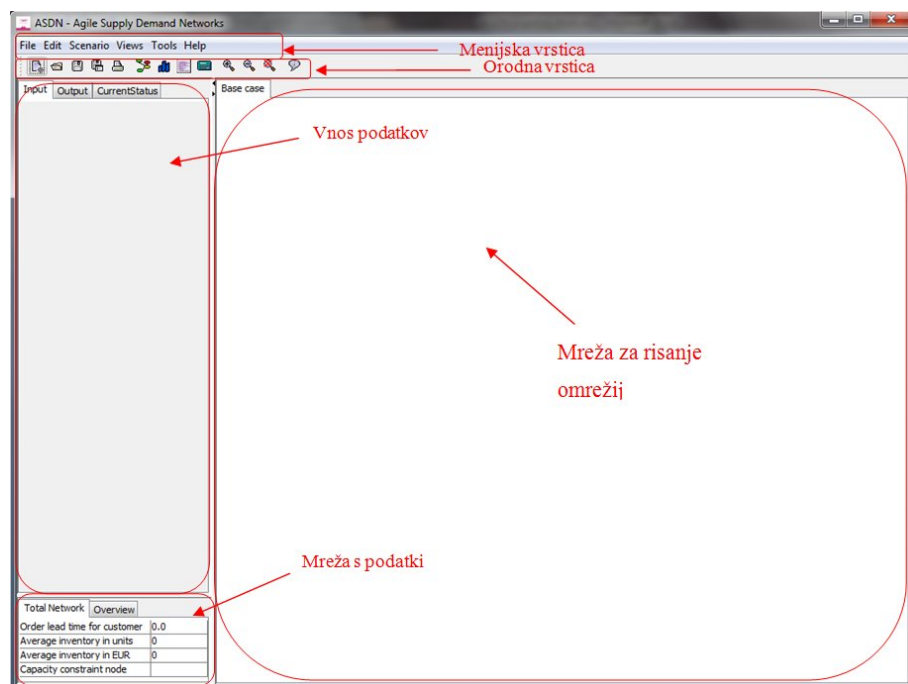 ASDN - Agile Supply Demand Networks
File Edit Scenario Views Tools Help
Menijska vrstica
Orodna vrstica
Input Output CurrentStatus
Base case
Vnos podatkov
Mreža za risanje
omrežij
Mreža s podatki
Total Network Overview
Order lead time for customer 0.0
Average inventory in units 0
Average inventory in EUR 0
Capacity constraint node